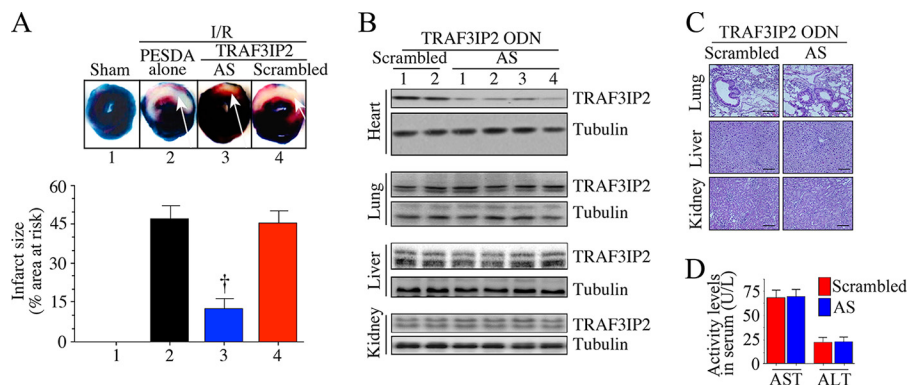 A
I/R
PESDA alone
TRAF3IP2
Sham
AS
Scrambled
1 2 3 4
Infarct size
(% area at risk)
60
45
30
15
0
†
1 2 3 4
B
TRAF3IP2 ODN
Scrambled AS
1 2 1 2 3 4
Heart
TRAF3IP2
Tubulin
Lung
TRAF3IP2
Tubulin
Liver
TRAF3IP2
Tubulin
Kidney
TRAF3IP2
Tubulin
C
TRAF3IP2 ODN
Scrambled AS
Lung
Liver
Kidney
D
Activity levels
in serum (U/L)
75
50
25
0
Scrambled
AS
AST ALT